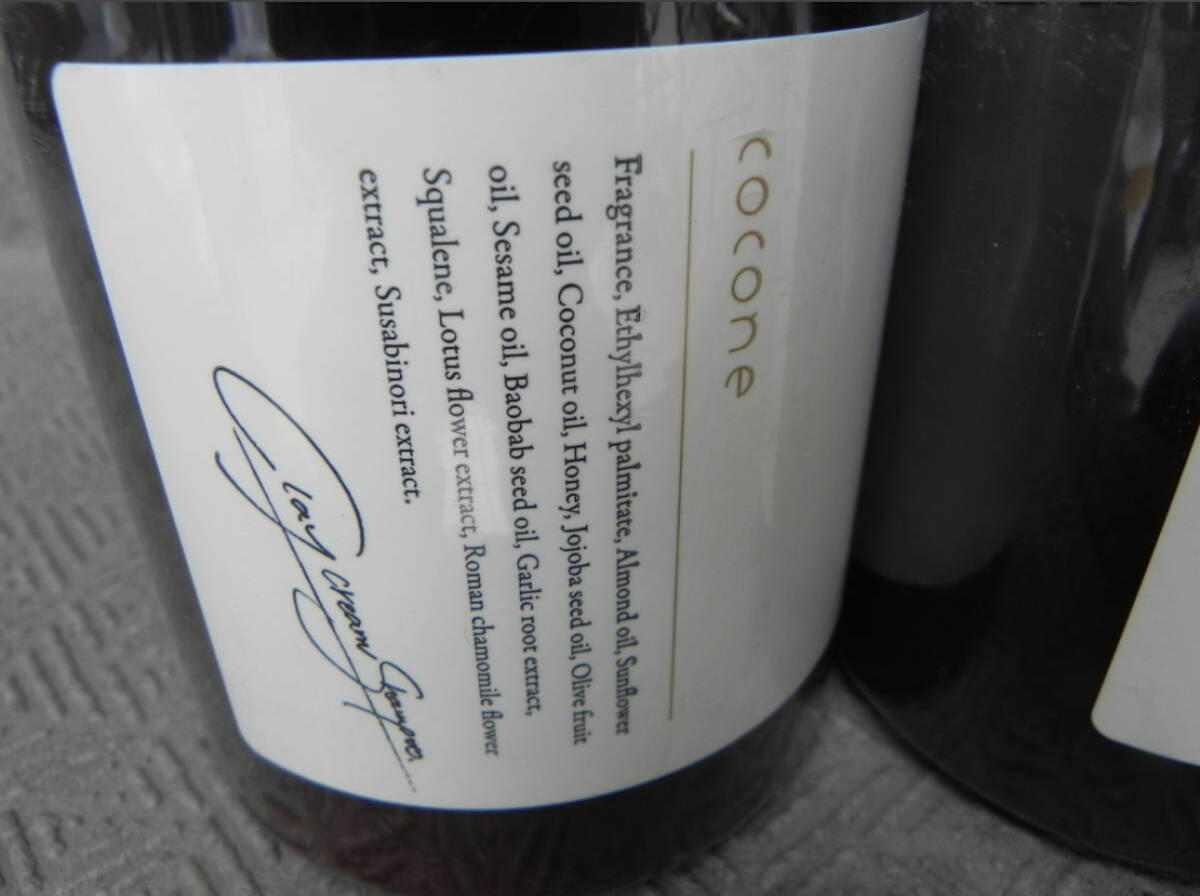 cocone
Fragrance, Ethylhexyl palmitate, Almond oil, Sunflower
seed oil, Coconut oil, Honey, Jojoba seed oil, Olive fruit
oil, Sesame oil, Baobab seed oil, Garlic root extract,
Squalene, Lotus flower extract, Roman chamomile flower
extract, Susabinori extract.
Clay cream Shampoo